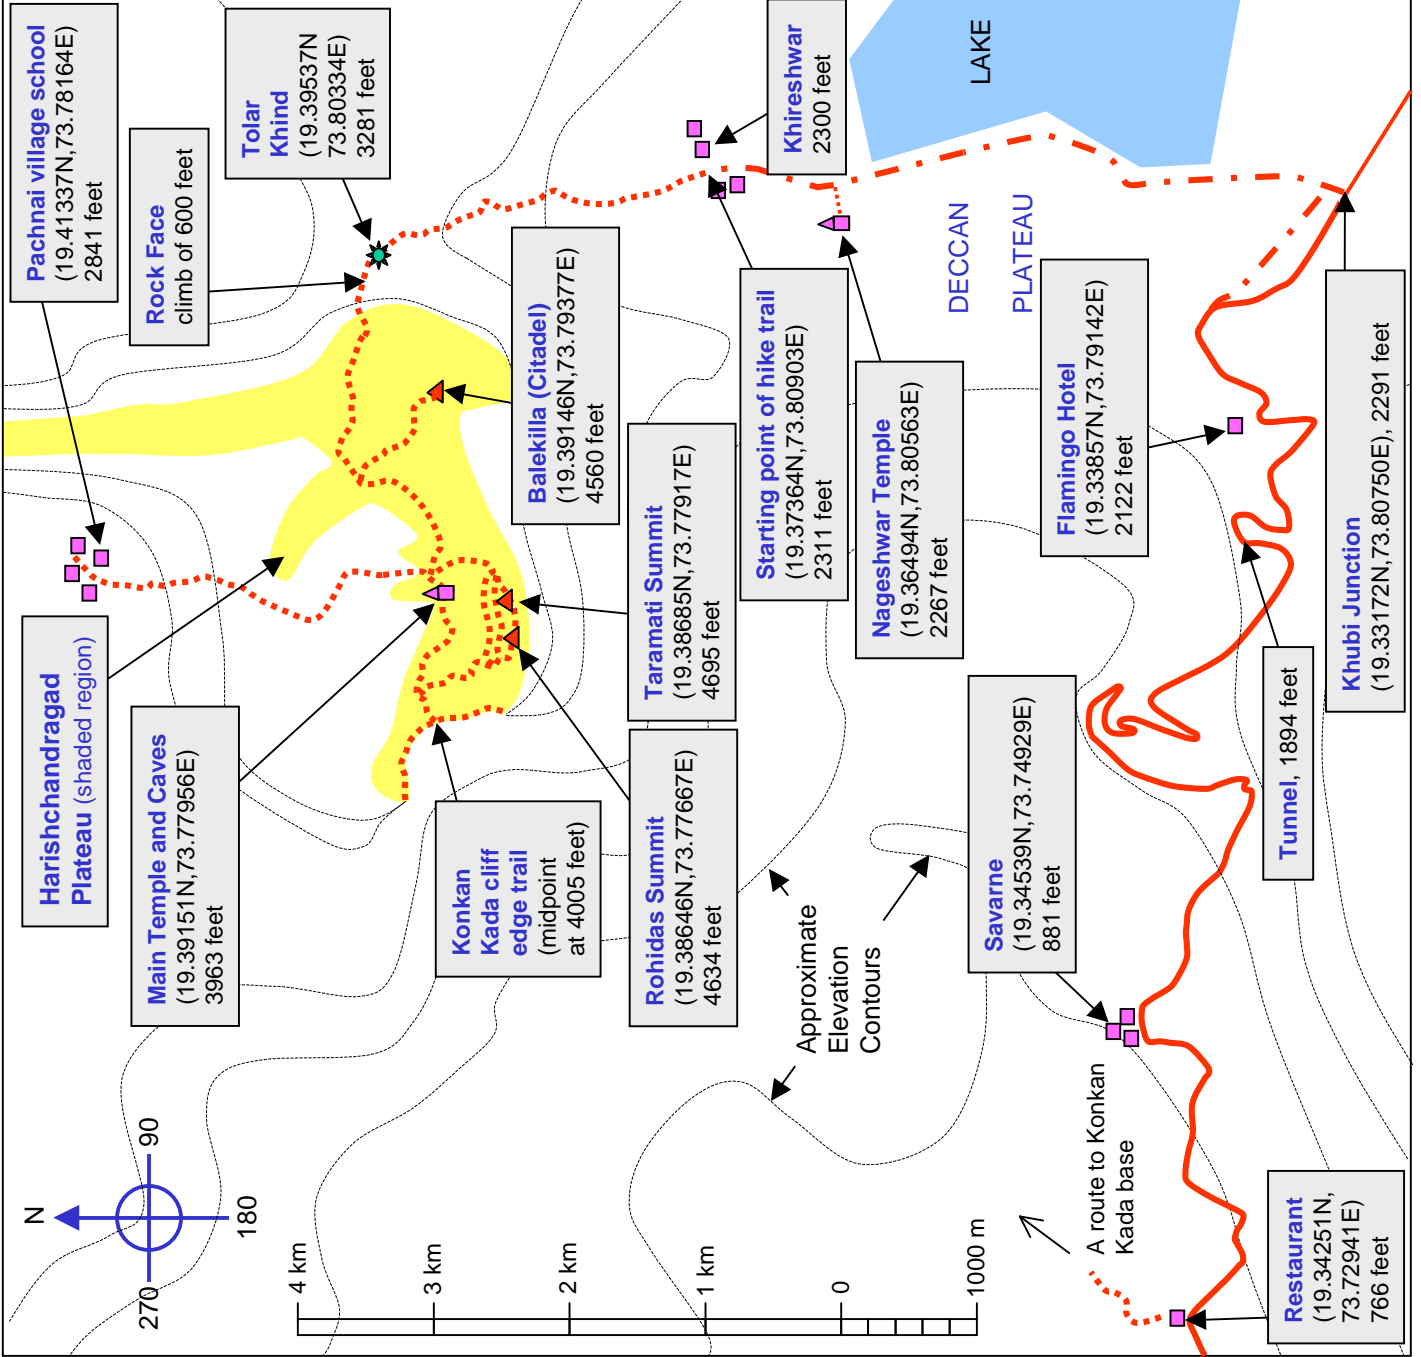 Pachnai village school
(19.41337N,73.78164E)
2841 feet
Tolar
Khind
(19.39537N
73.80334E)
3281 feet
Rock Face
climb of 600 feet
Khireshwar
2300 feet
LAKE
Harishchandragad
Plateau (shaded region)
Main Temple and Caves
(19.39151N,73.77956E)
3963 feet
Balekilla (Citadel)
(19.39146N,73.79377E)
4560 feet
Starting point of hike trail
(19.37364N,73.80903E)
2311 feet
DECCAN
PLATEAU
Konkan
Kada cliff
edge trail
(midpoint
at 4005 feet)
Taramati Summit
(19.38685N,73.77917E)
4695 feet
Rohidas Summit
(19.38646N,73.77667E)
4634 feet
Nageshwar Temple
(19.36494N,73.80563E)
2267 feet
Flamingo Hotel
(19.33857N,73.79142E)
2122 feet
Khubi Junction
(19.33172N,73.80750E), 2291 feet
Tunnel, 1894 feet
Savarne
(19.34539N,73.74929E)
881 feet
Approximate
Elevation
Contours
A route to Konkan
Kada base
Restaurant
(19.34251N,
73.72941E)
766 feet
N
90
180
270
4 km
3 km
2 km
1 km
0
1000 m